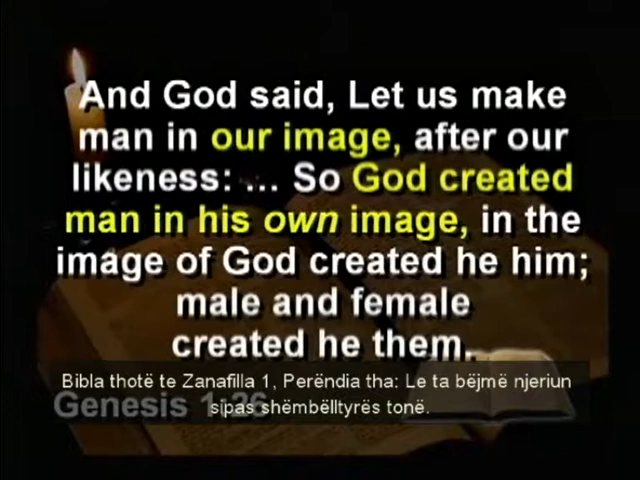 And God said, Let us make
man in our image, after our
likeness: ... So God created
man in his own image, in the
image of God created he him;
male and female
created he them.
Bibla thotë te Zanafilla 1, Perëndia tha: Le ta bëjmë njeriun
sipas shëmbëlltyrës tonë.
Genesis 1:26